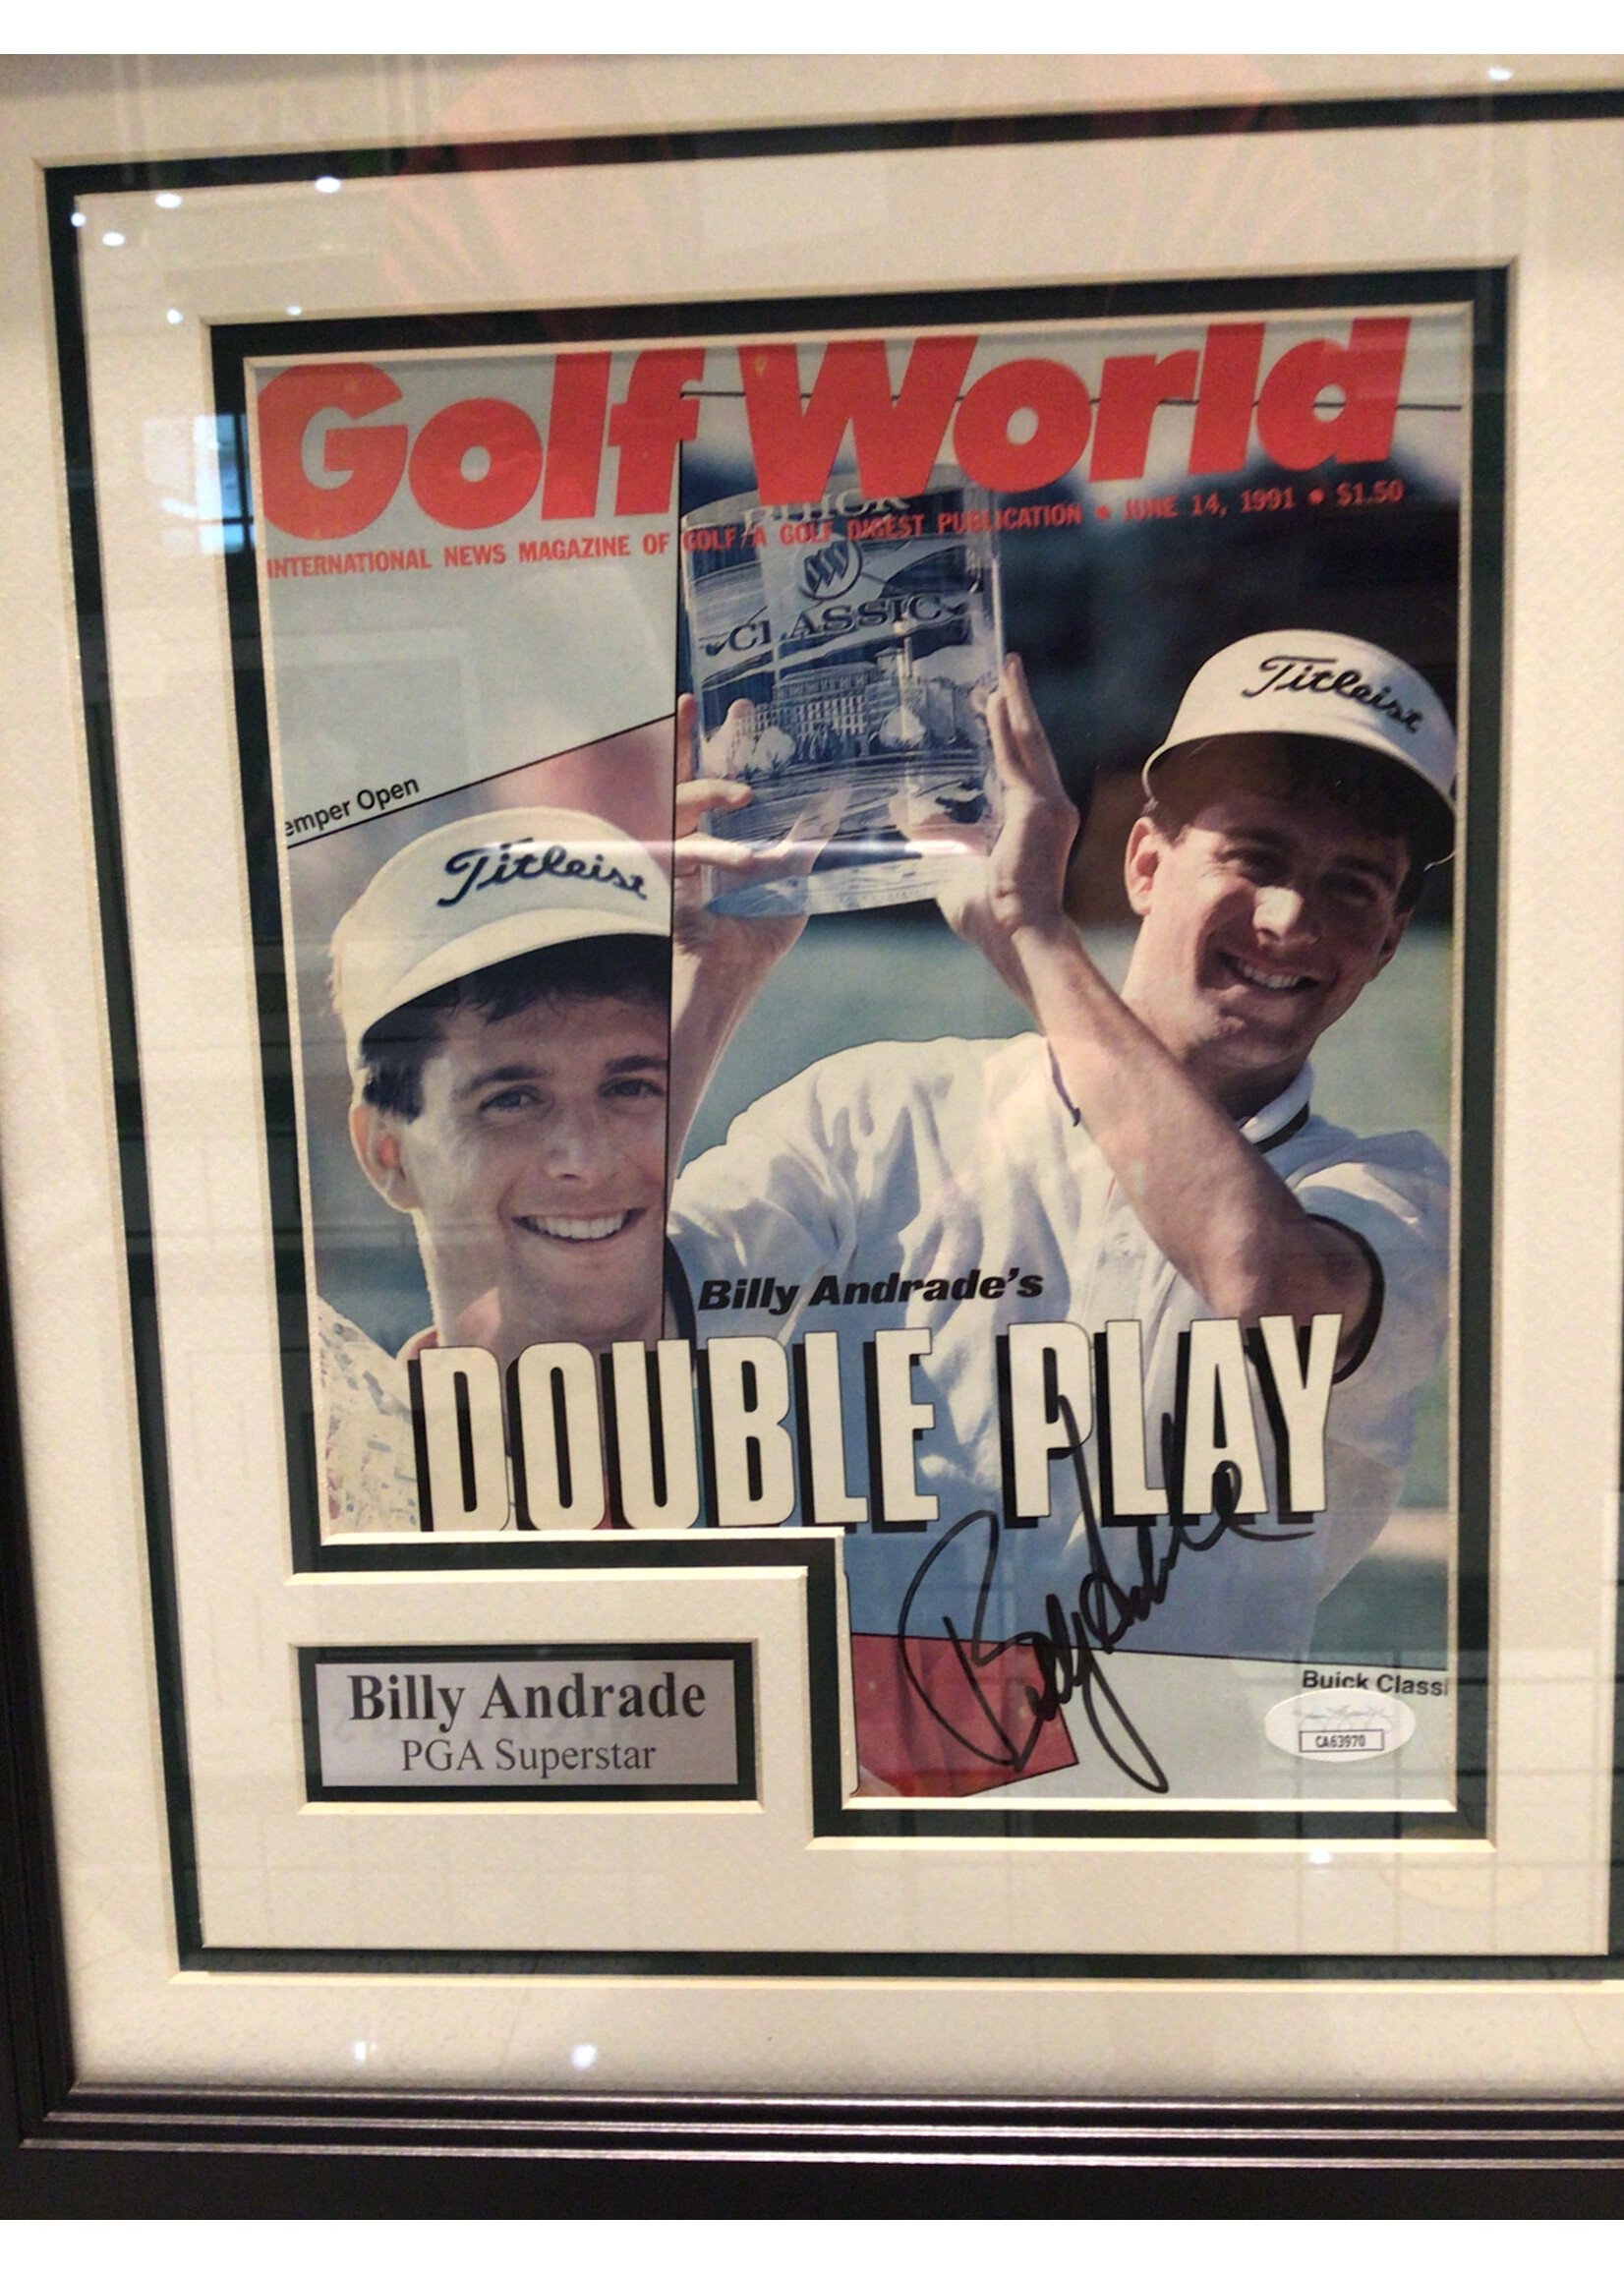 Golf World
INTERNATIONAL NEWS MAGAZINE OF GOLF/A GOLF DIGEST PUBLICATION • JUNE 14, 1991 • $1.50
BUICK
CLASSIC
Titleist
emper Open
Titleist
Billy Andrade's
DOUBLE PLAY
Billy Andrade
PGA Superstar
Buick Classi
CA63970